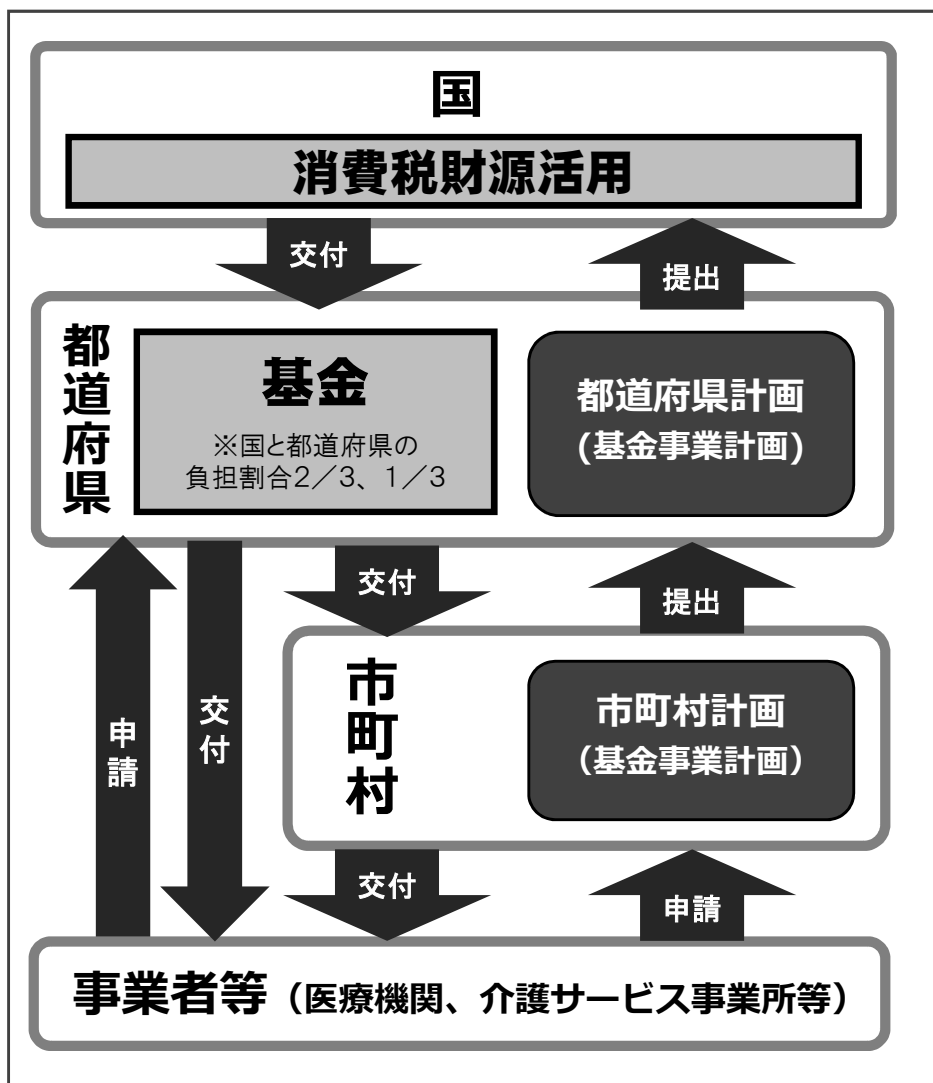 国
消費税財源活用
交付
提出
都道府県
基金
※国と都道府県の
負担割合2／3、1／3
都道府県計画
(基金事業計画)
交付
提出
申請
交付
市町村
市町村計画
（基金事業計画）
交付
申請
事業者等（医療機関、介護サービス事業所等）